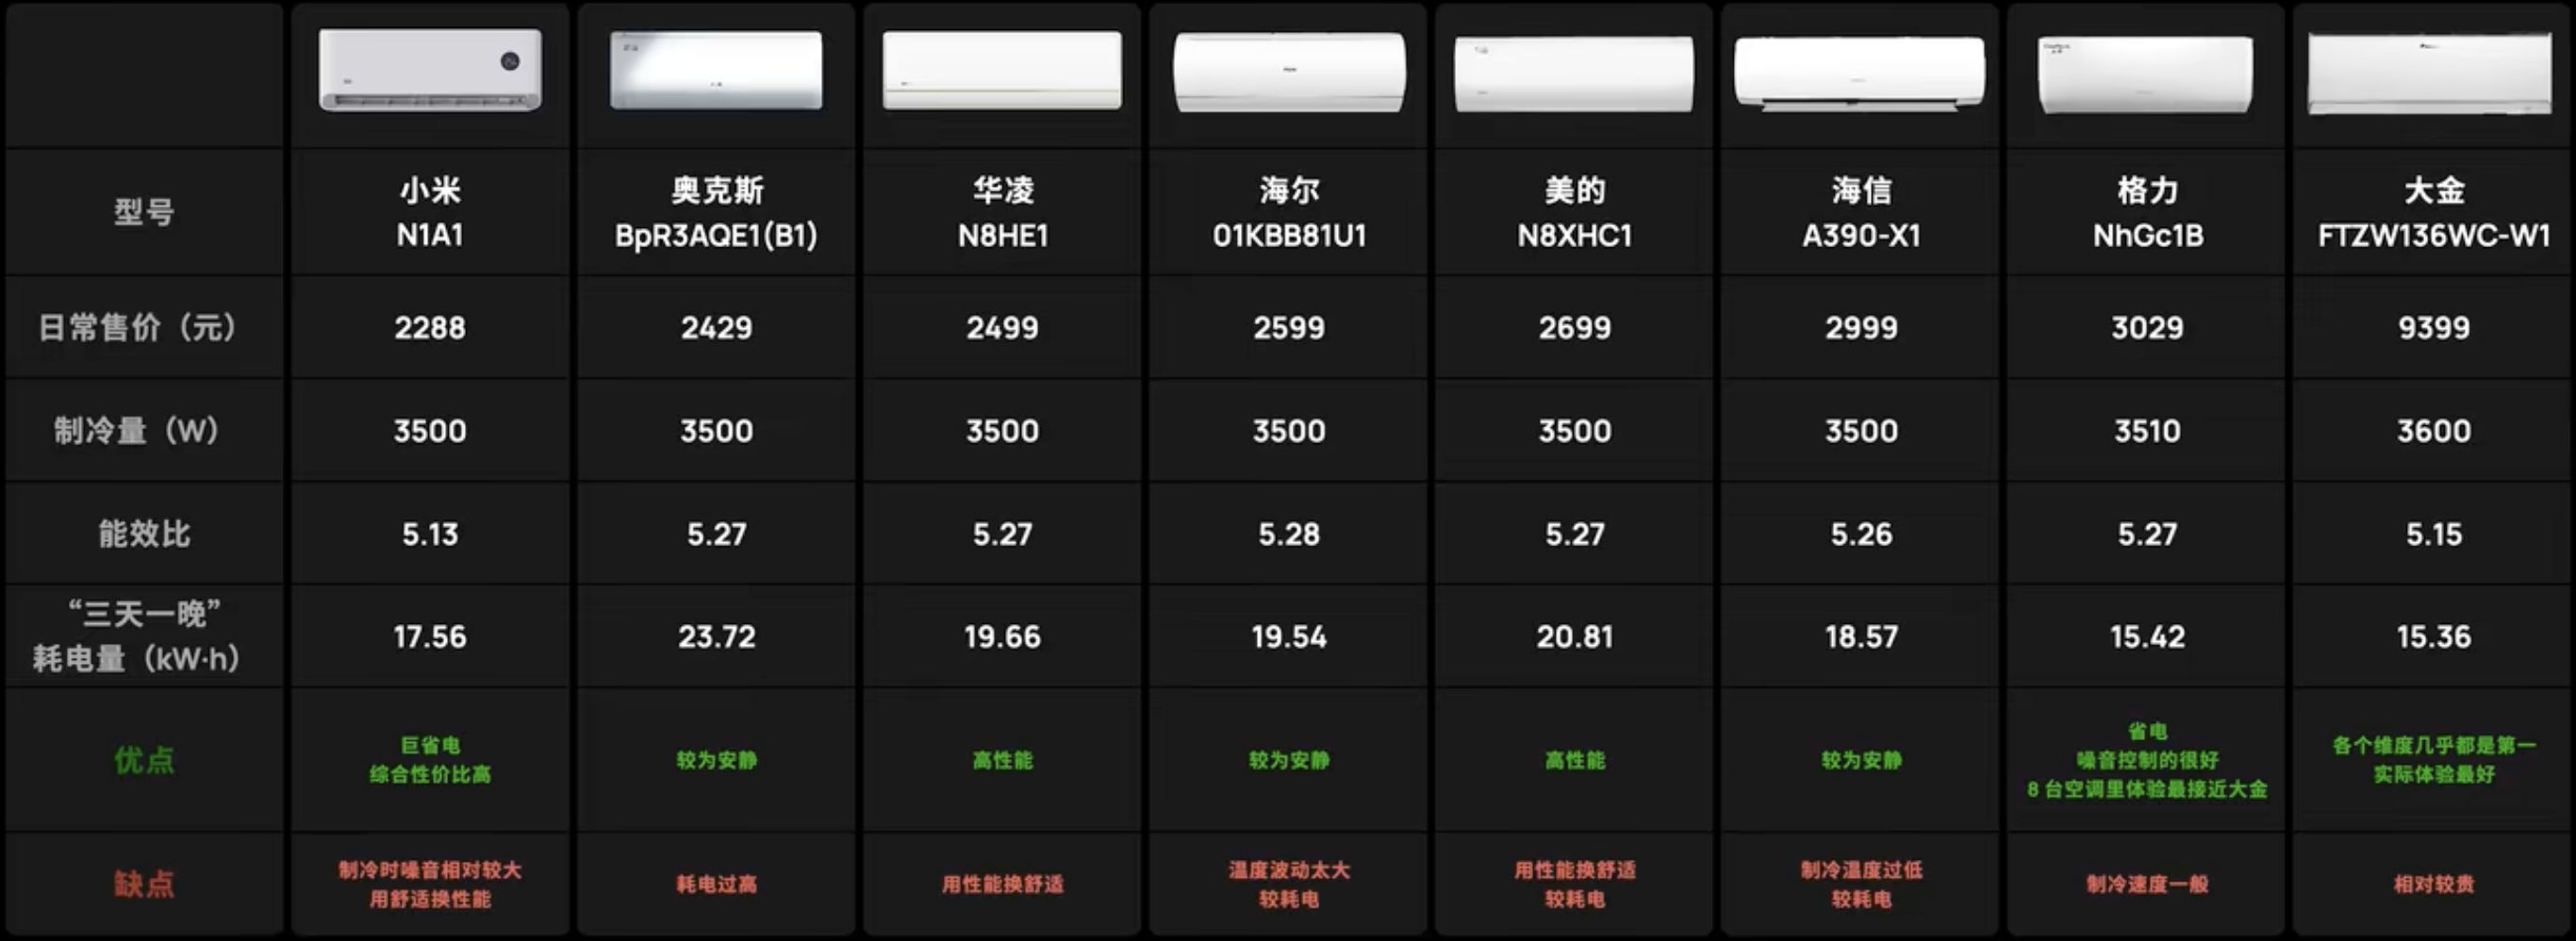 型号
小米
N1A1
奥克斯
BpR3AQE1(B1)
华凌
N8HE1
海尔
01KBB81U1
美的
N8XHC1
海信
A390-X1
格力
NhGc1B
大金
FTZW136WC-W1
日常售价（元）
2288
2429
2499
2599
2699
2999
3029
9399
制冷量（W）
3500
3500
3500
3500
3500
3500
3510
3600
能效比
5.13
5.27
5.27
5.28
5.27
5.26
5.27
5.15
“三天一晚”
耗电量（kW·h）
17.56
23.72
19.66
19.54
20.81
18.57
15.42
15.36
优点
巨省电
综合性价比高
较为安静
高性能
较为安静
高性能
较为安静
省电
噪音控制的很好
8 台空调里体验最接近大金
各个维度几乎都是第一
实际体验最好
缺点
制冷时噪音相对较大
用舒适换性能
耗电过高
用性能换舒适
温度波动太大
较耗电
用性能换舒适
较耗电
制冷温度过低
较耗电
制冷速度一般
相对较贵